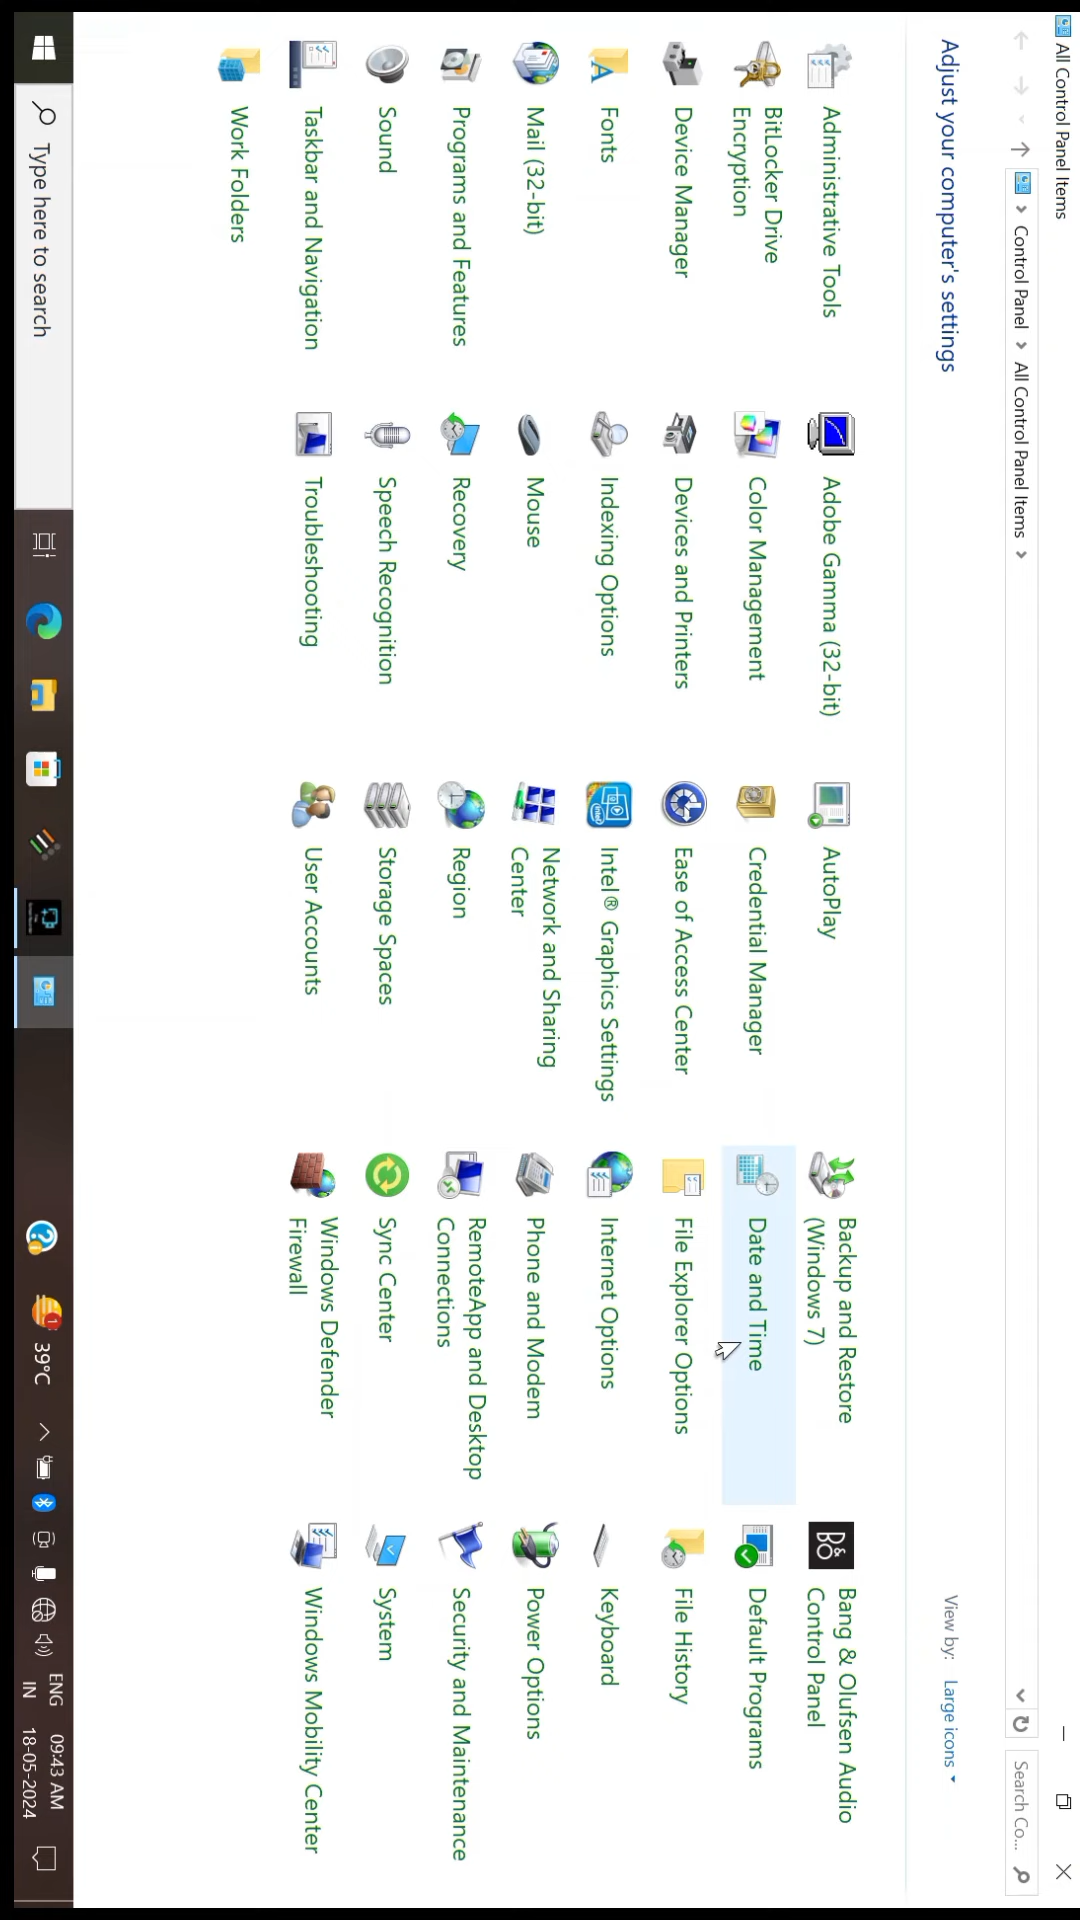 All Control Panel Items
Control Panel
All Control Panel Items
Search Co...
Adjust your computer's settings
View by:
Large icons
Administrative Tools
Adobe Gamma (32-bit)
AutoPlay
Backup and Restore
(Windows 7)
Bang & Olufsen Audio
Control Panel
BitLocker Drive
Encryption
Color Management
Credential Manager
Date and Time
Default Programs
Device Manager
Devices and Printers
Ease of Access Center
File Explorer Options
File History
Fonts
Indexing Options
Intel® Graphics Settings
Internet Options
Keyboard
Mail (32-bit)
Mouse
Network and Sharing
Center
Phone and Modem
Power Options
Programs and Features
Recovery
Region
RemoteApp and Desktop
Connections
Security and Maintenance
Sound
Speech Recognition
Storage Spaces
Sync Center
System
Taskbar and Navigation
Troubleshooting
User Accounts
Windows Defender
Firewall
Windows Mobility Center
Work Folders
Type here to search
39°C
ENG
IN
09:43 AM
18-05-2024